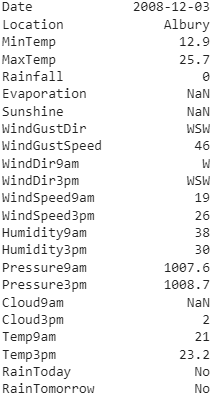 Date 2008-12-03
Location Albury
MinTemp 12.9
MaxTemp 25.7
Rainfall 0
Evaporation NaN
Sunshine NaN
WindGustDir WSW
WindGustSpeed 46
WindDir9am W
WindDir3pm WSW
WindSpeed9am 19
WindSpeed3pm 26
Humidity9am 38
Humidity3pm 30
Pressure9am 1007.6
Pressure3pm 1008.7
Cloud9am NaN
Cloud3pm 2
Temp9am 21
Temp3pm 23.2
RainToday No
RainTomorrow No